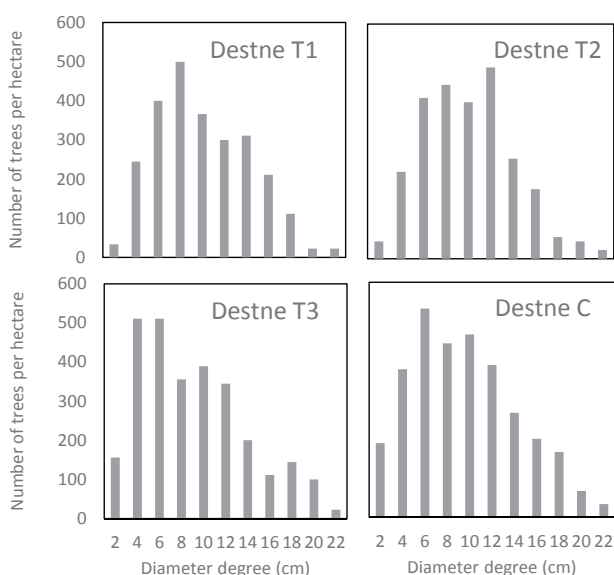 600
500
400
300
200
100
0
Number of trees per hectare
Destne T1
Destne T2
600
500
400
300
200
100
0
Number of trees per hectare
Destne T3
Destne C
2 4 6 8 10 12 14 16 18 20 22
2 4 6 8 10 12 14 16 18 20 22
Diameter degree (cm)
Diameter degree (cm)